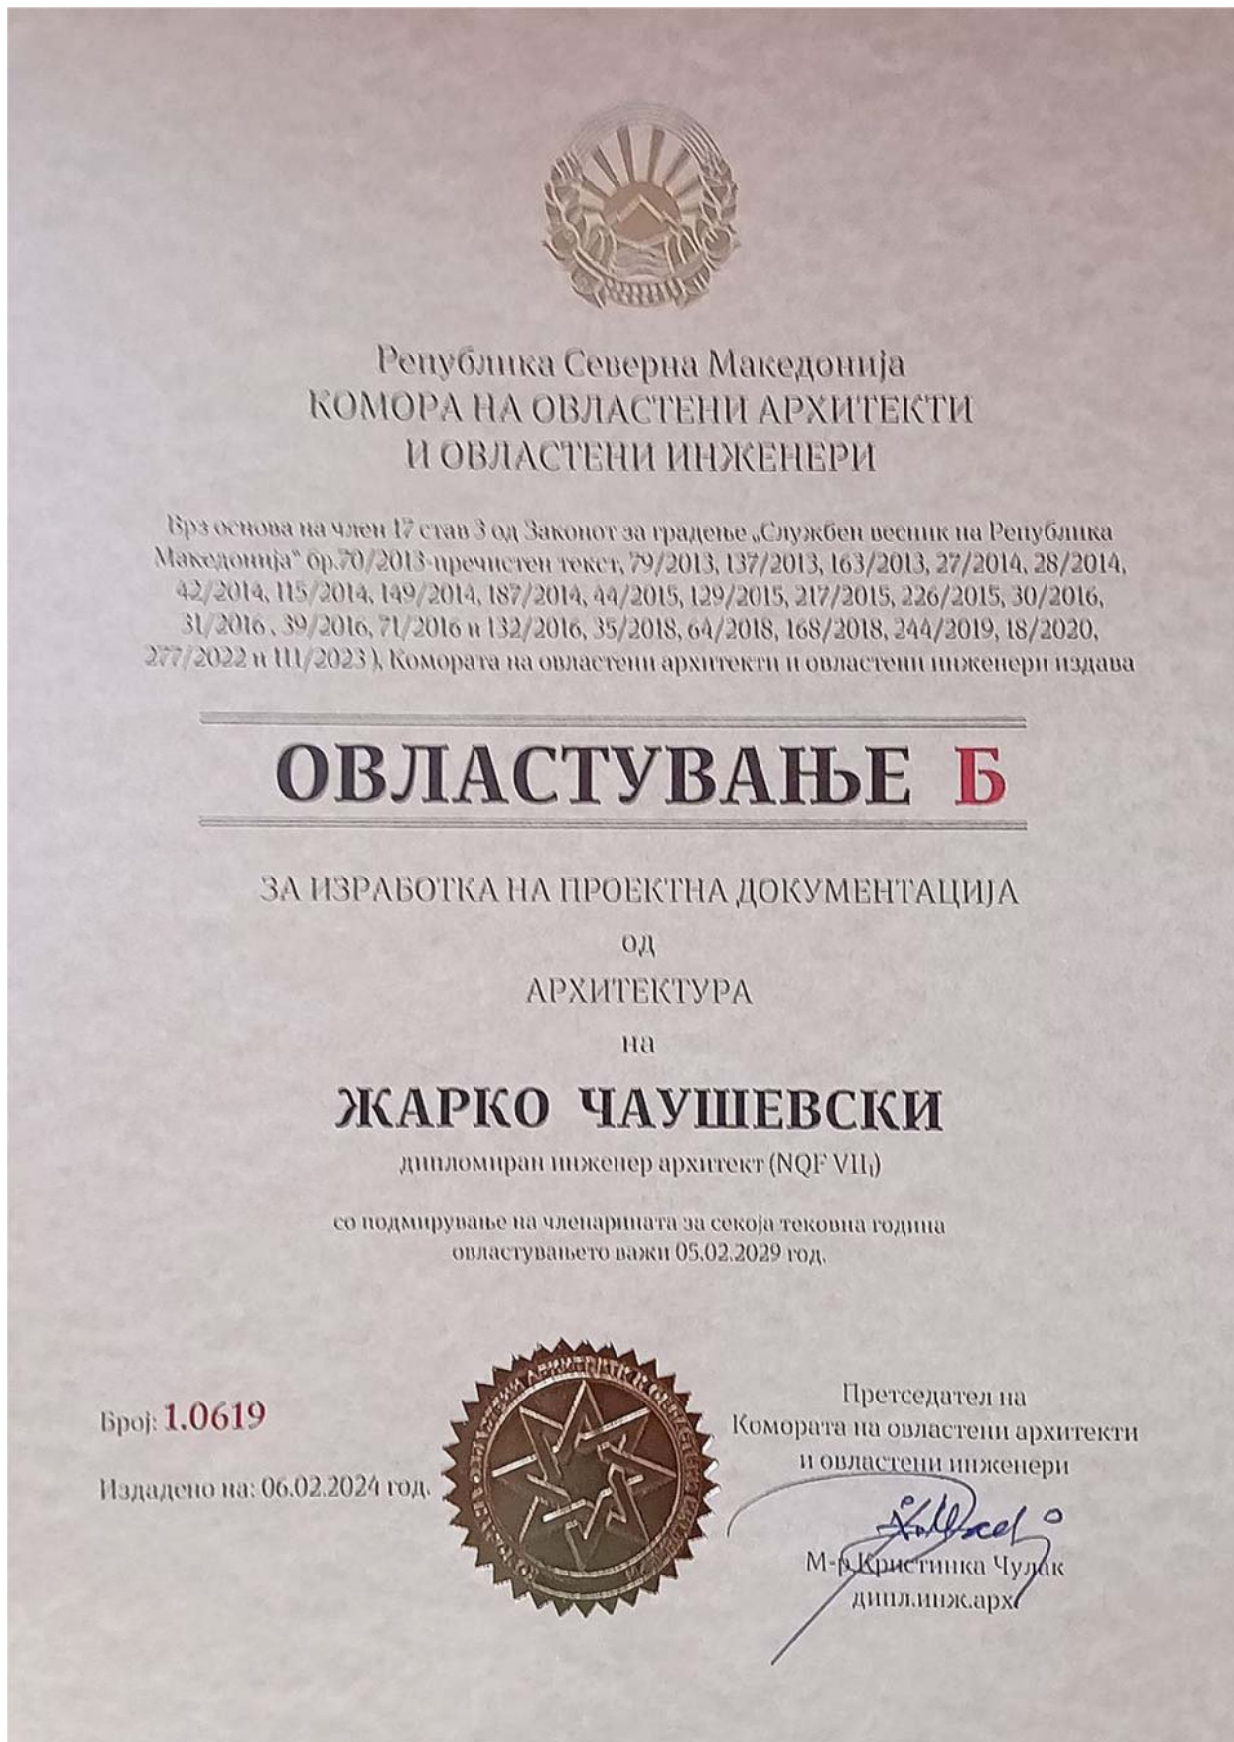 Република Северна Македонија
КОМОРА НА ОВЛАСТЕНИ АРХИТЕКТИ
И ОВЛАСТЕНИ ИНЖЕНЕРИ
Врз основа на член 17 став 3 од Законот за градење „Службен весник на Република
Македонија“ бр.70/2013-пречистен текст, 79/2013, 137/2013, 163/2013, 27/2014, 28/2014,
42/2014, 115/2014, 149/2014, 187/2014, 44/2015, 129/2015, 217/2015, 226/2015, 30/2016,
31/2016 , 39/2016, 71/2016 и 132/2016, 35/2018, 64/2018, 168/2018, 244/2019, 18/2020,
277/2022 и 111/2023 ), Комората на овластени архитекти и овластени инженери издава
ОВЛАСТУВАЊЕ Б
ЗА ИЗРАБОТКА НА ПРОЕКТНА ДОКУМЕНТАЦИЈА
од
АРХИТЕКТУРА
на
ЖАРКО ЧАУШЕВСКИ
дипломиран инженер архитект (NQF VII₁)
со подмирување на членарината за секоја тековна година
овластувањето важи 05.02.2029 год.
Број: 1.0619
Издадено на: 06.02.2024 год.
Претседател на
Комората на овластени архитекти
и овластени инженери
М-р Кристинка Чулак
дипл.инж.арх.